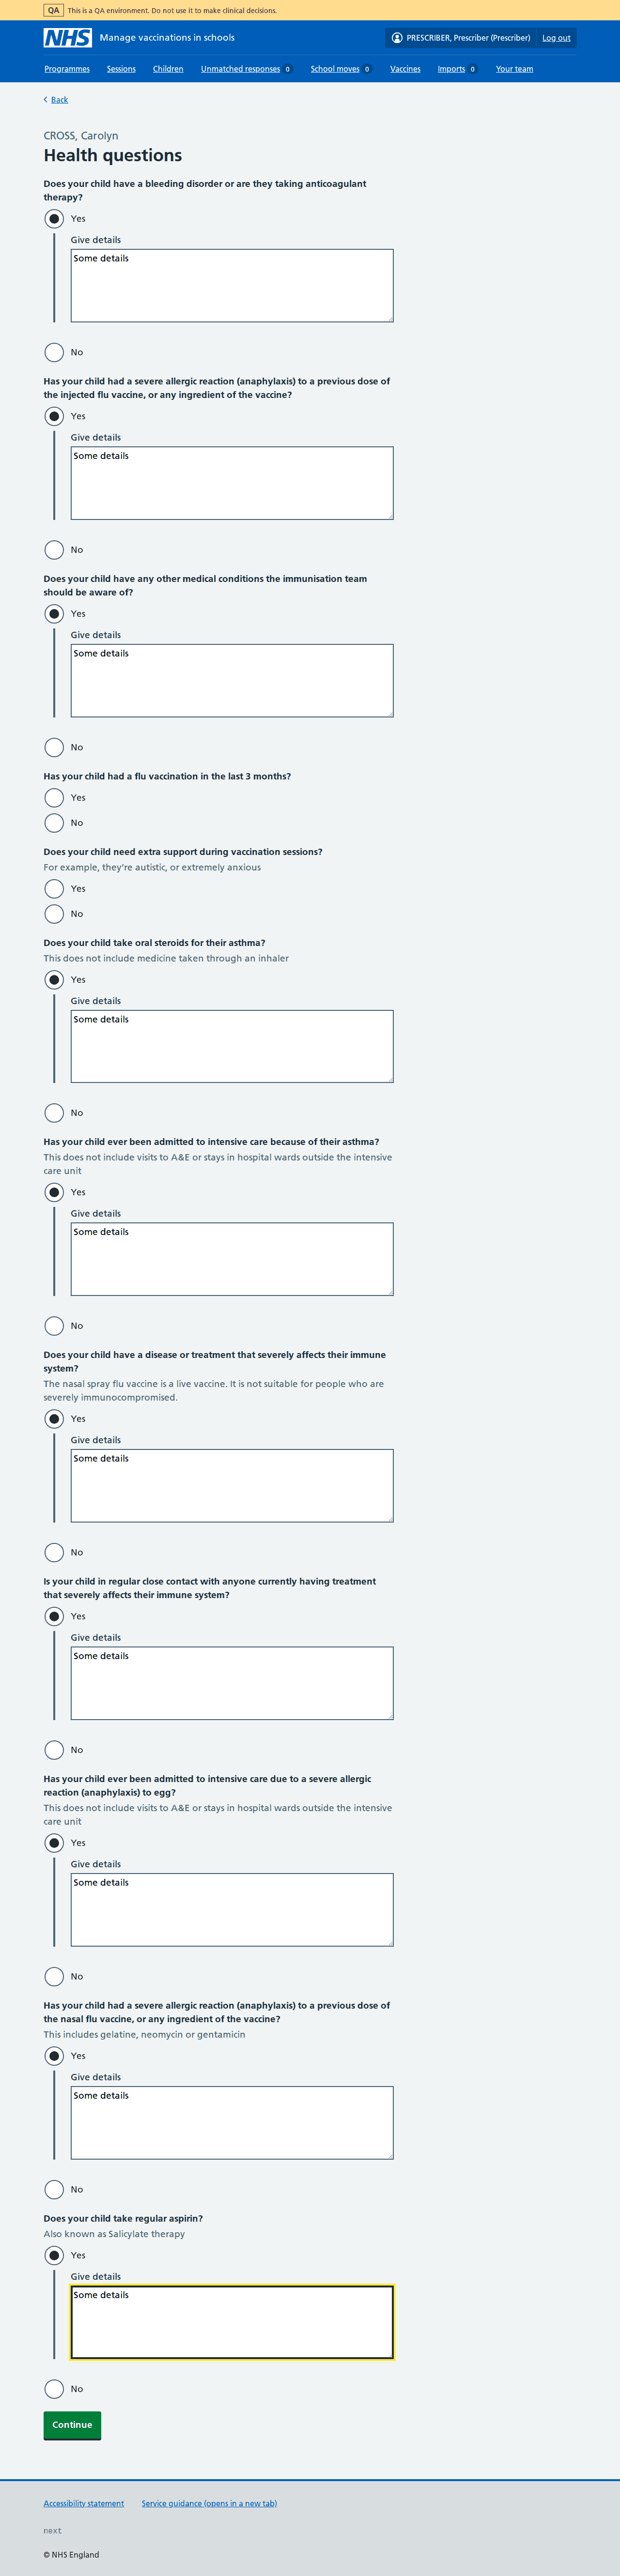 QA This is a QA environment. Do not use it to make clinical decisions.
NHS Manage vaccinations in schools PRESCRIBER, Prescriber (Prescriber) Log out
Programmes Sessions Children Unmatched responses 0 School moves 0 Vaccines Imports 0 Your team
Back
CROSS, Carolyn
Health questions
Does your child have a bleeding disorder or are they taking anticoagulant
therapy?
Yes
Give details
Some details
No
Has your child had a severe allergic reaction (anaphylaxis) to a previous dose of
the injected flu vaccine, or any ingredient of the vaccine?
Yes
Give details
Some details
No
Does your child have any other medical conditions the immunisation team
should be aware of?
Yes
Give details
Some details
No
Has your child had a flu vaccination in the last 3 months?
Yes
No
Does your child need extra support during vaccination sessions?
For example, they're autistic, or extremely anxious
Yes
No
Does your child take oral steroids for their asthma?
This does not include medicine taken through an inhaler
Yes
Give details
Some details
No
Has your child ever been admitted to intensive care because of their asthma?
This does not include visits to A&E or stays in hospital wards outside the intensive
care unit
Yes
Give details
Some details
No
Does your child have a disease or treatment that severely affects their immune
system?
The nasal spray flu vaccine is a live vaccine. It is not suitable for people who are
severely immunocompromised.
Yes
Give details
Some details
No
Is your child in regular close contact with anyone currently having treatment
that severely affects their immune system?
Yes
Give details
Some details
No
Has your child ever been admitted to intensive care due to a severe allergic
reaction (anaphylaxis) to egg?
This does not include visits to A&E or stays in hospital wards outside the intensive
care unit
Yes
Give details
Some details
No
Has your child had a severe allergic reaction (anaphylaxis) to a previous dose of
the nasal flu vaccine, or any ingredient of the vaccine?
This includes gelatine, neomycin or gentamicin
Yes
Give details
Some details
No
Does your child take regular aspirin?
Also known as Salicylate therapy
Yes
Give details
Some details
No
Continue
Accessibility statement Service guidance (opens in a new tab)
next
© NHS England